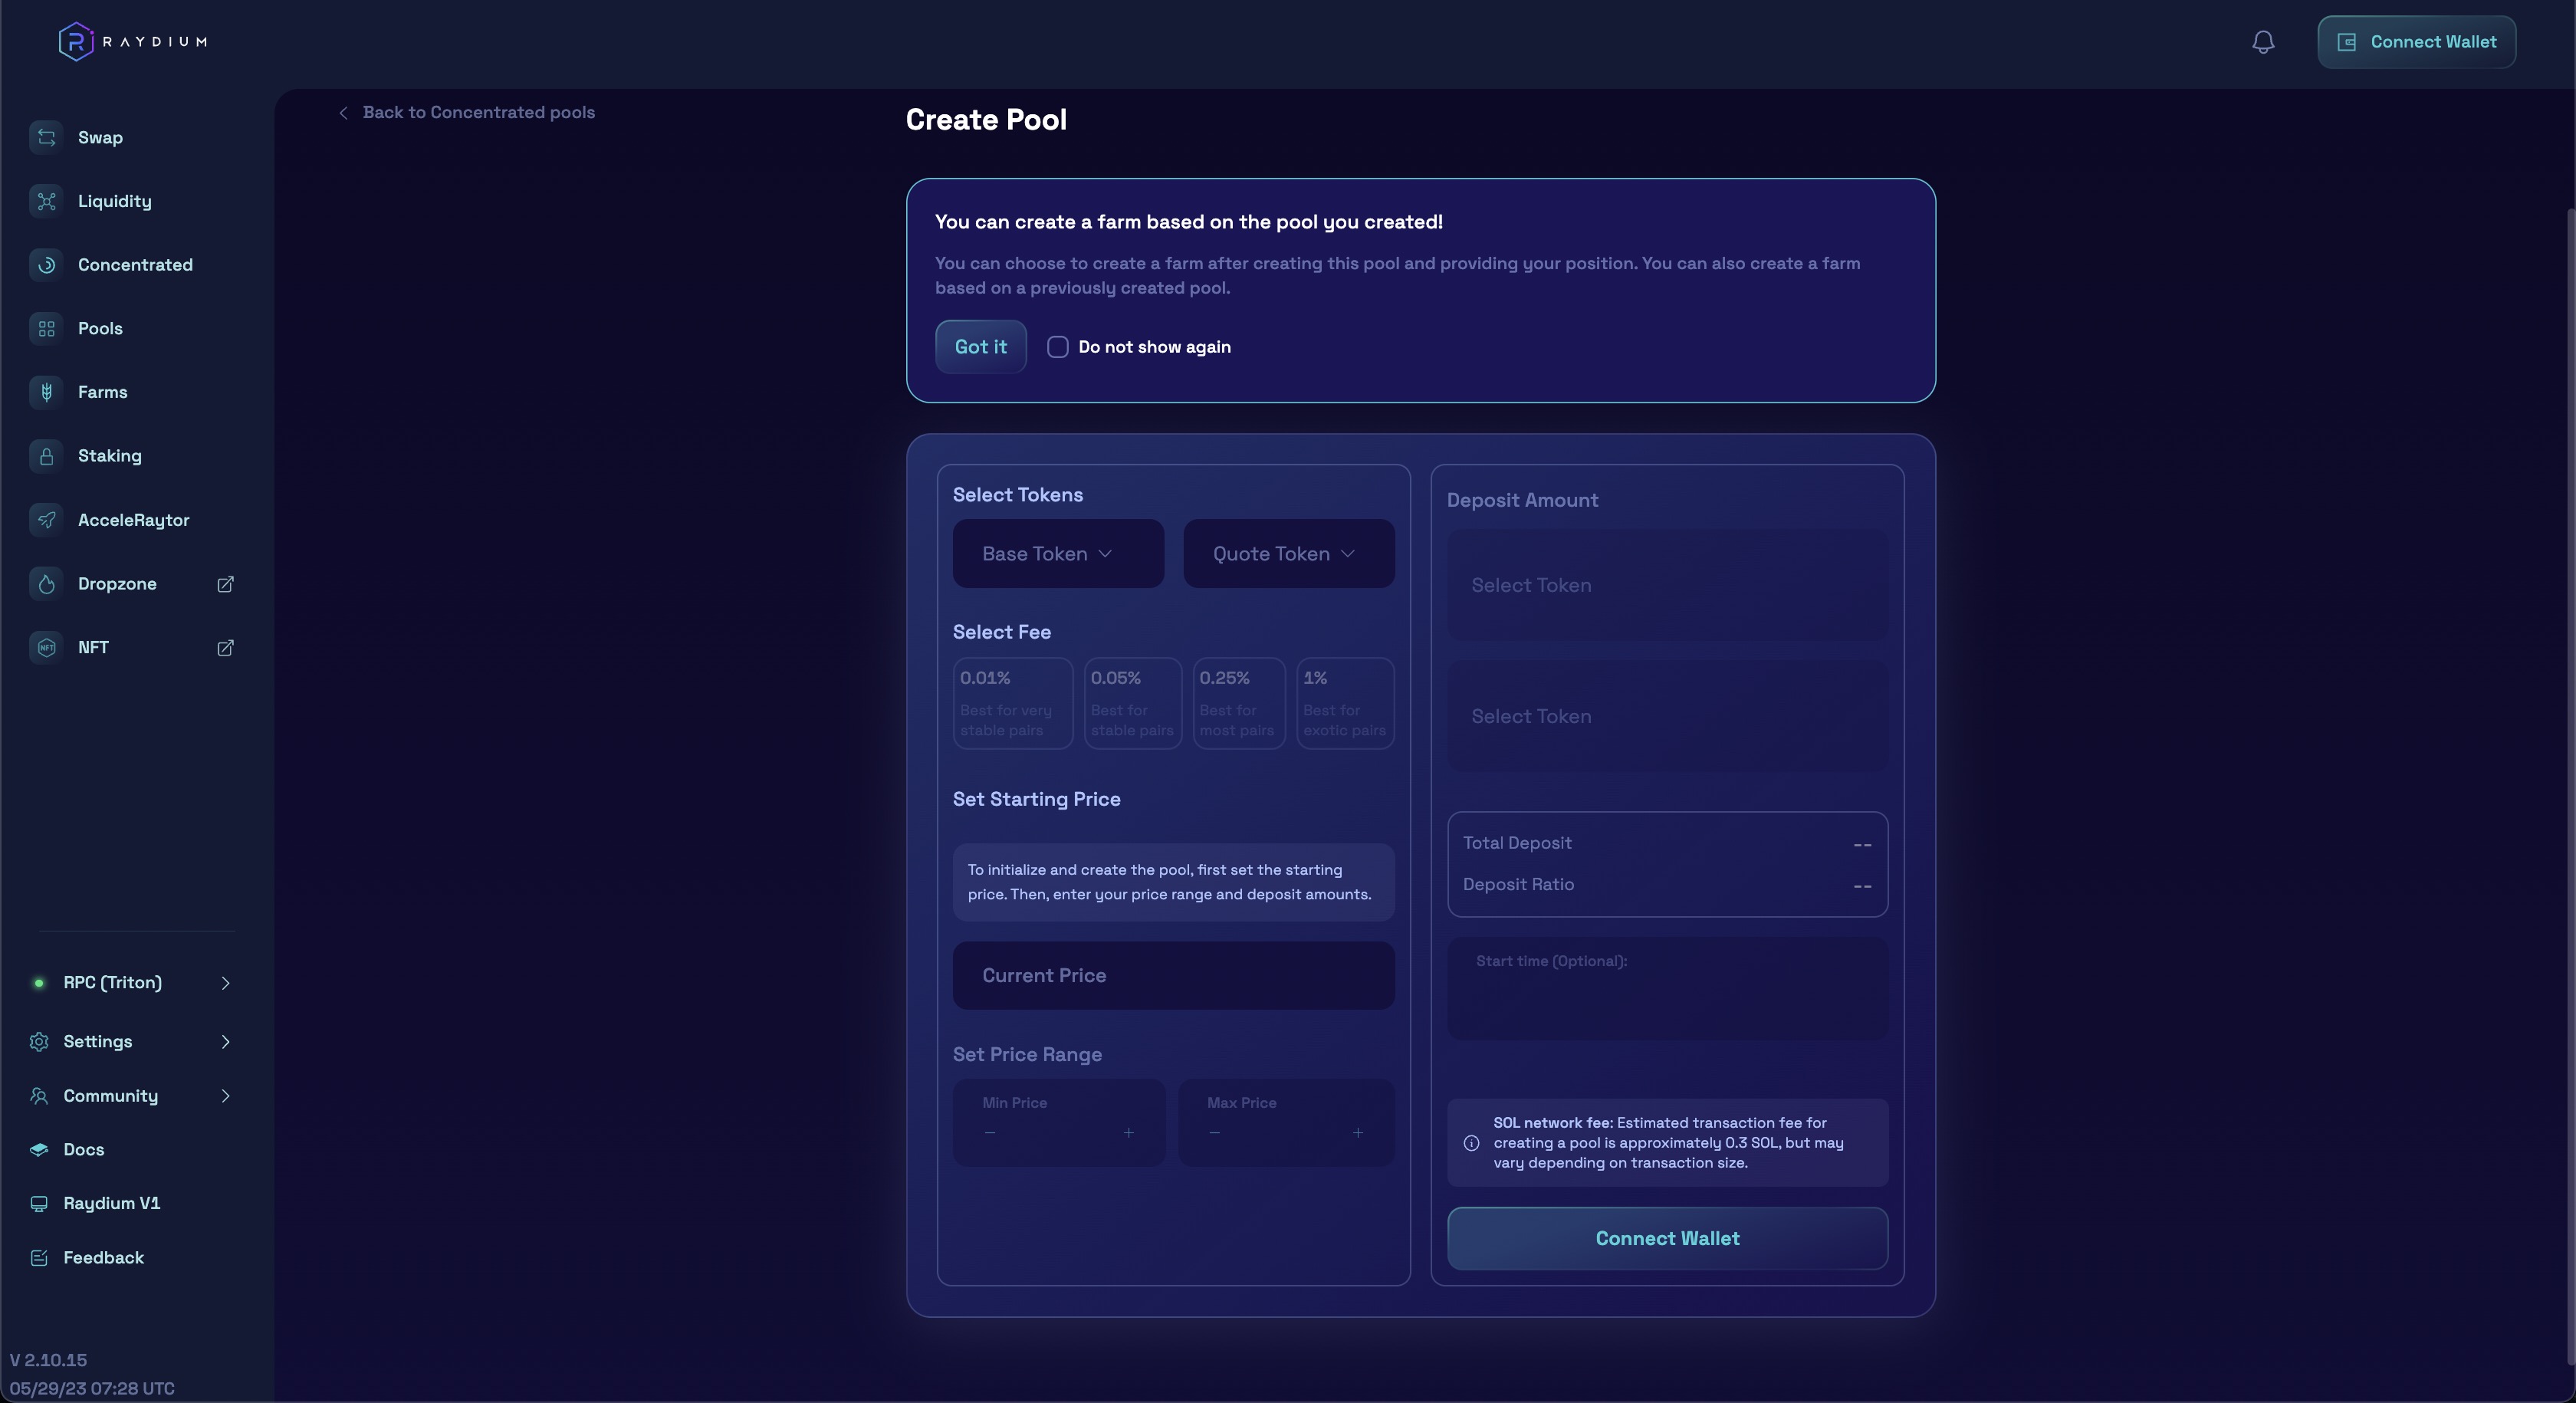 RAYDIUM
Connect Wallet
Swap
Liquidity
Concentrated
Pools
Farms
Staking
AcceleRaytor
Dropzone
NFT
RPC (Triton)
Settings
Community
Docs
Raydium V1
Feedback
V 2.10.15
05/29/23 07:28 UTC
Back to Concentrated pools
Create Pool
You can create a farm based on the pool you created!
You can choose to create a farm after creating this pool and providing your position. You can also create a farm
based on a previously created pool.
Got it
Do not show again
Select Tokens
Base Token
Quote Token
Select Fee
0.01%
Best for very
stable pairs
0.05%
Best for
stable pairs
0.25%
Best for
most pairs
1%
Best for
exotic pairs
Set Starting Price
To initialize and create the pool, first set the starting
price. Then, enter your price range and deposit amounts.
Current Price
Set Price Range
Min Price
− +
Max Price
− +
Deposit Amount
Select Token
Select Token
Total Deposit --
Deposit Ratio --
Start time (Optional):
SOL network fee: Estimated transaction fee for
creating a pool is approximately 0.3 SOL, but may
vary depending on transaction size.
Connect Wallet